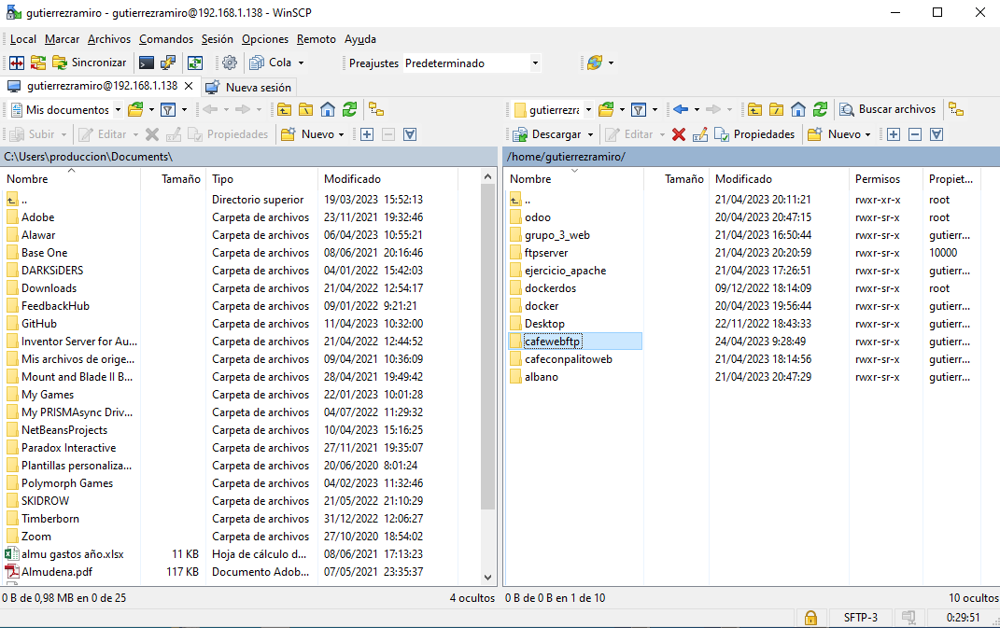 gutierrezramiro - gutierrezramiro@192.168.1.138 - WinSCP
Local Marcar Archivos Comandos Sesión Opciones Remoto Ayuda
Sincronizar Cola Preajustes Predeterminado
gutierrezramiro@192.168.1.138 Nueva sesión
Mis documentos gutierrezra Buscar archivos
Subir Editar Propiedades Nuevo Descargar Editar Propiedades Nuevo
C:\Users\produccion\Documents\ /home/gutierrezramiro/
Nombre Tamaño Tipo Modificado
.. Directorio superior 19/03/2023 15:52:13
Adobe Carpeta de archivos 23/11/2021 19:32:46
Alawar Carpeta de archivos 06/04/2023 10:55:21
Base One Carpeta de archivos 08/06/2021 20:16:46
DARKSiDERS Carpeta de archivos 04/01/2022 15:42:03
Downloads Carpeta de archivos 21/04/2022 12:54:17
FeedbackHub Carpeta de archivos 09/01/2022 9:21:21
GitHub Carpeta de archivos 11/04/2023 10:32:00
Inventor Server for Au... Carpeta de archivos 21/04/2022 12:44:52
Mis archivos de orige... Carpeta de archivos 09/04/2021 10:36:09
Mount and Blade II B... Carpeta de archivos 28/04/2021 19:49:42
My Games Carpeta de archivos 22/01/2023 10:01:28
My PRISMAsync Driv... Carpeta de archivos 04/07/2022 11:29:32
NetBeansProjects Carpeta de archivos 10/04/2023 15:16:25
Paradox Interactive Carpeta de archivos 27/11/2021 19:35:07
Plantillas personaliza... Carpeta de archivos 20/06/2020 8:01:24
Polymorph Games Carpeta de archivos 04/02/2023 11:32:46
SKIDROW Carpeta de archivos 21/05/2022 21:10:29
Timberborn Carpeta de archivos 31/12/2022 12:06:27
Zoom Carpeta de archivos 27/10/2020 18:54:02
almu gastos año.xlsx 11 KB Hoja de cálculo d... 08/06/2021 17:13:23
Almudena.pdf 117 KB Documento Adob... 07/05/2021 23:35:37
Nombre Tamaño Modificado Permisos Propiet...
.. 21/04/2023 20:11:21 rwxr-xr-x root
odoo 20/04/2023 20:47:15 rwxr-sr-x root
grupo_3_web 21/04/2023 16:50:44 rwxr-sr-x gutierr...
ftpserver 21/04/2023 20:20:59 rwxr-sr-x 10000
ejercicio_apache 21/04/2023 17:26:51 rwxr-sr-x gutierr...
dockerdos 09/12/2022 18:14:09 rwxr-sr-x root
docker 20/04/2023 19:56:44 rwxr-sr-x gutierr...
Desktop 22/11/2022 18:43:33 rwxr-sr-x gutierr...
cafewebftp 24/04/2023 9:28:49 rwxr-sr-x gutierr...
cafeconpalitoweb 21/04/2023 18:14:56 rwxr-sr-x gutierr...
albano 21/04/2023 20:47:29 rwxr-sr-x gutierr...
0 B de 0,98 MB en 0 de 25 4 ocultos 0 B de 0 B en 1 de 10 10 ocultos
SFTP-3 0:29:51